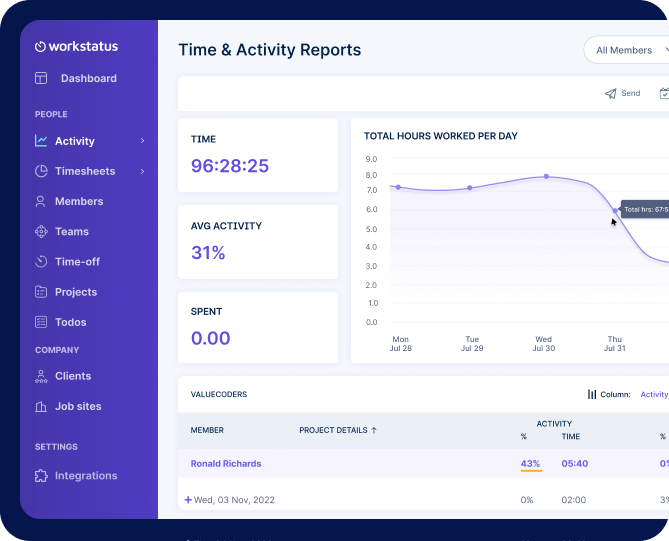 workstatus
Dashboard
PEOPLE
Activity
Timesheets
Members
Teams
Time-off
Projects
Todos
COMPANY
Clients
Job sites
SETTINGS
Integrations
Time & Activity Reports
All Members
Send
TIME
96:28:25
AVG ACTIVITY
31%
SPENT
0.00
TOTAL HOURS WORKED PER DAY
9.0
8.0
7.0
6.0
5.0
4.0
3.0
2.0
1.0
0.0
Total hrs: 67:5
Mon Tue Wed Thu
Jul 28 Jul 29 Jul 30 Jul 31
VALUECODERS
Column: Activity
MEMBER PROJECT DETAILS ↑ ACTIVITY
% TIME %
Ronald Richards 43% 05:40 0%
+ Wed, 03 Nov, 2022 0% 02:00 3%